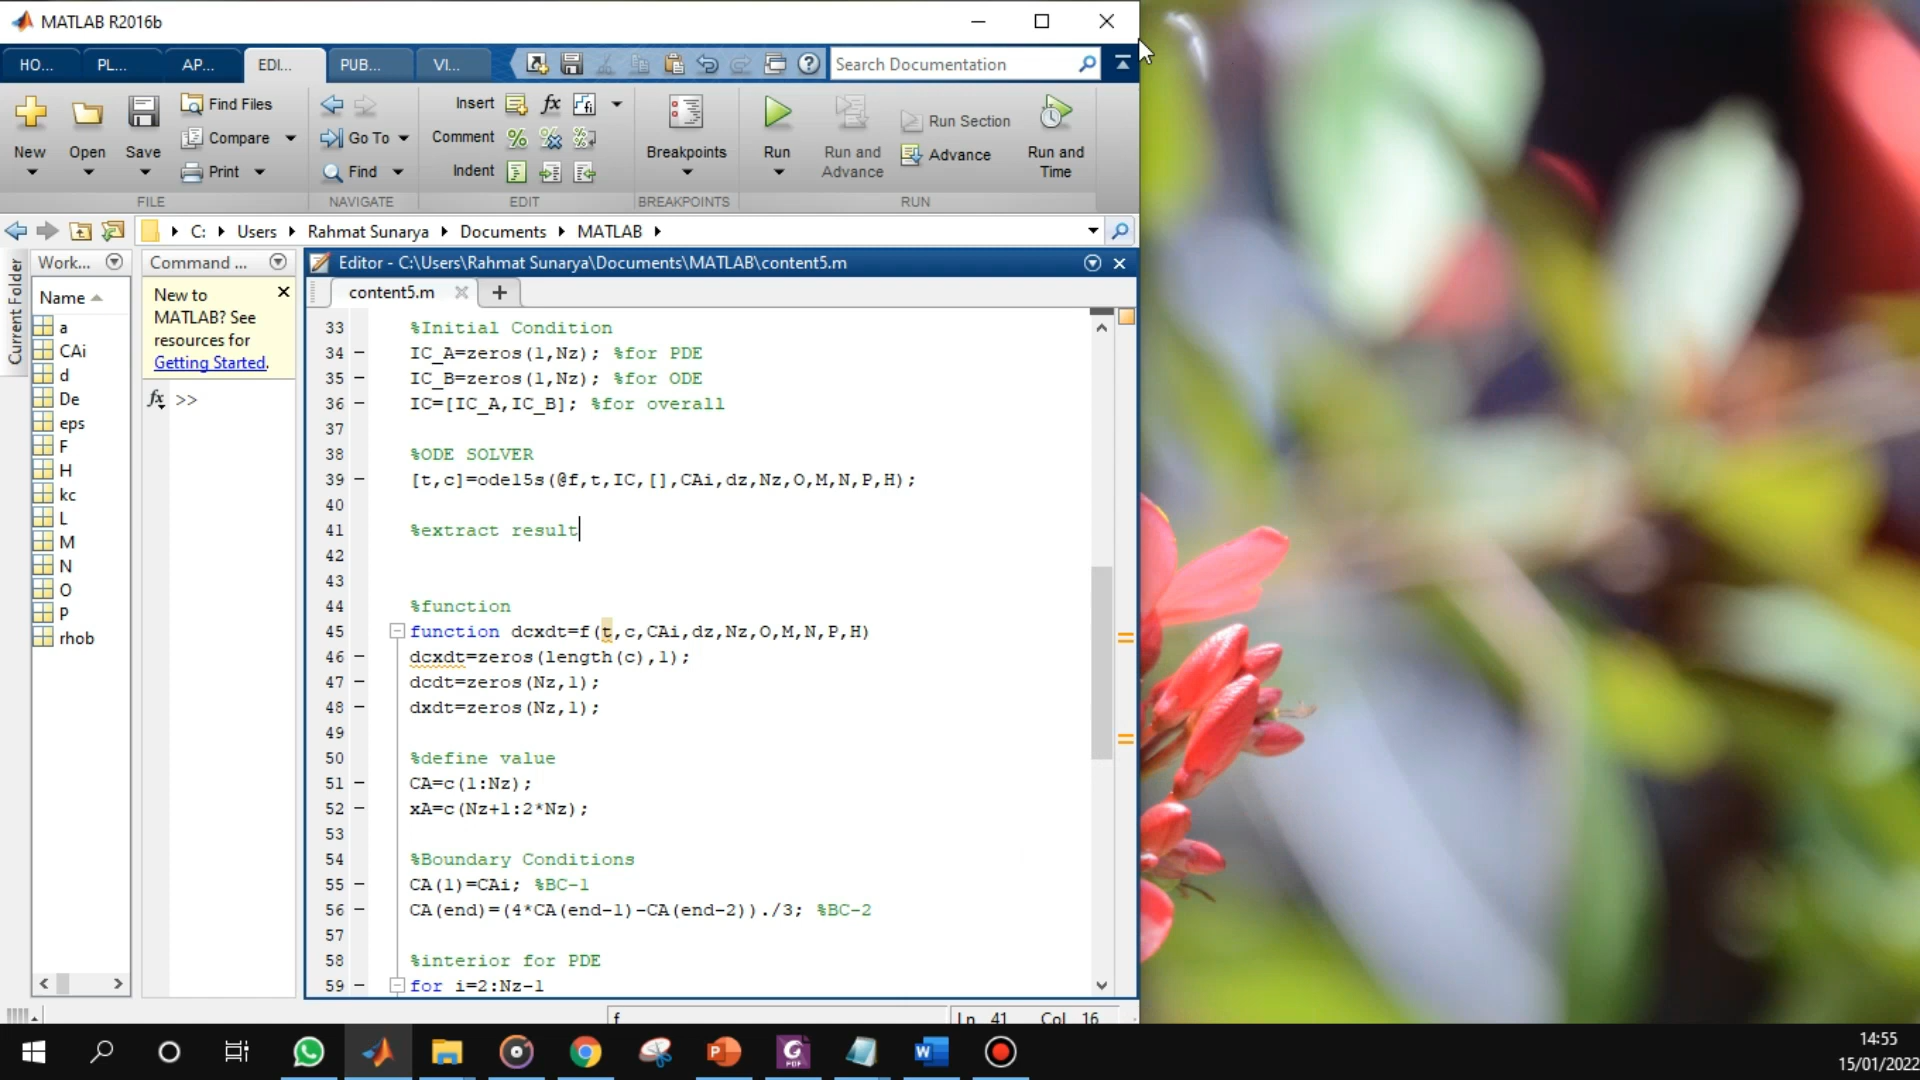 MATLAB R2016b
HO... PL... AP... EDI... PUB... VI... Search Documentation
New Open Save Find Files Compare Print
FILE
Go To Find
NAVIGATE
Insert fx fi
Comment % % %
Indent
EDIT
Breakpoints
BREAKPOINTS
Run Run and Advance Run Section Advance Run and Time
RUN
C: Users Rahmat Sunarya Documents MATLAB
Current Folder
Work...
Name
a
CAi
d
De
eps
F
H
kc
L
M
N
O
P
rhob
Command ...
New to
MATLAB? See
resources for
Getting Started.
fx >>
Editor - C:\Users\Rahmat Sunarya\Documents\MATLAB\content5.m
content5.m
33 %Initial Condition
34 – IC_A=zeros(1,Nz); %for PDE
35 – IC_B=zeros(1,Nz); %for ODE
36 – IC=[IC_A,IC_B]; %for overall
37
38 %ODE SOLVER
39 – [t,c]=ode15s(@f,t,IC,[],CAi,dz,Nz,O,M,N,P,H);
40
41 %extract result
42
43
44 %function
45 function dcxdt=f(t,c,CAi,dz,Nz,O,M,N,P,H)
46 – dcxdt=zeros(length(c),1);
47 – dcdt=zeros(Nz,1);
48 – dxdt=zeros(Nz,1);
49
50 %define value
51 – CA=c(1:Nz);
52 – xA=c(Nz+1:2*Nz);
53
54 %Boundary Conditions
55 – CA(1)=CAi; %BC-1
56 – CA(end)=(4*CA(end-1)-CA(end-2))./3; %BC-2
57
58 %interior for PDE
59 – for i=2:Nz-1
f Ln 41 Col 16
14:55
15/01/2022